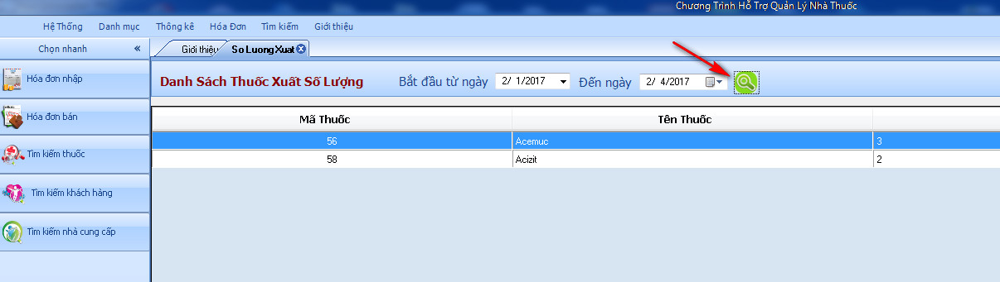 Chương Trình Hỗ Trợ Quản Lý Nhà Thuốc
Hệ Thống Danh mục Thông kê Hóa Đơn Tìm kiếm Giới thiệu
Chọn nhanh «
Giới thiệu SoLuongXuat
Hóa đơn nhập
Danh Sách Thuốc Xuất Số Lượng Bắt đầu từ ngày 2/ 1/2017 Đến ngày 2/ 4/2017
Hóa đơn bán
Mã Thuốc Tên Thuốc
56 Acemuc 3
58 Acizit 2
Tìm kiếm thuốc
Tìm kiếm khách hàng
Tìm kiếm nhà cung cấp